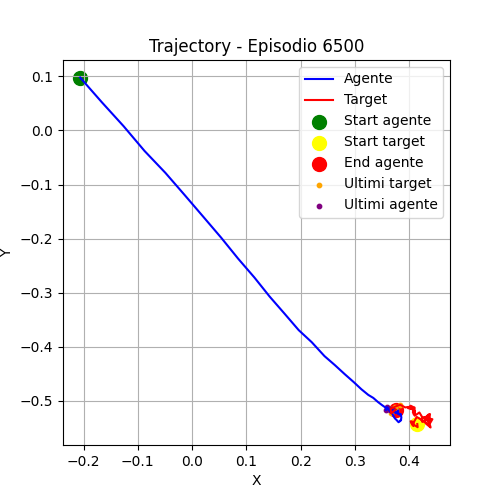 Trajectory - Episodio 6500
Agente
Target
Start agente
Start target
End agente
Ultimi target
Ultimi agente
0.1
0.0
−0.1
−0.2
−0.3
−0.4
−0.5
Y
−0.2
−0.1
0.0
0.1
0.2
0.3
0.4
X